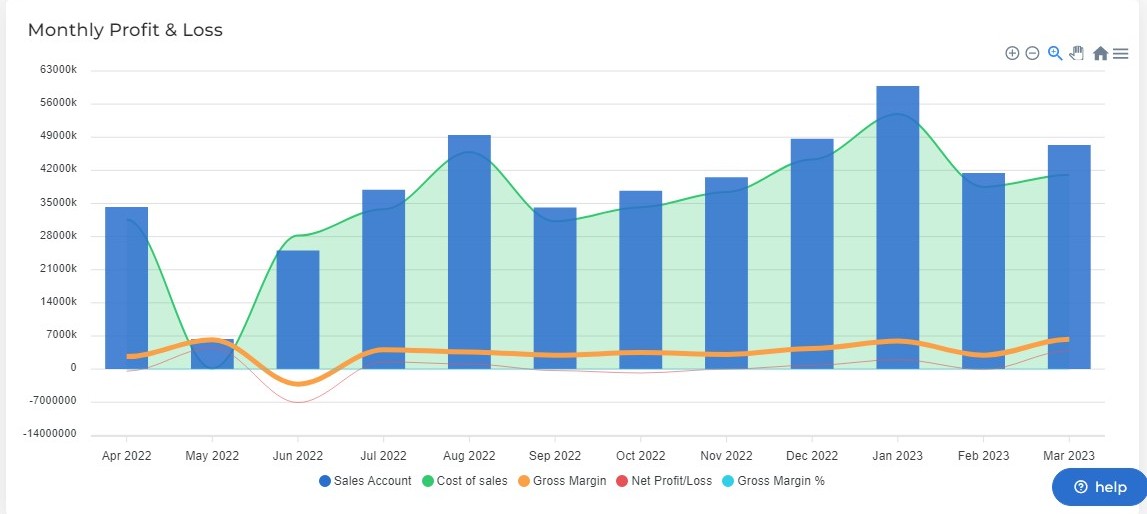 Monthly Profit & Loss
63000k
56000k
49000k
42000k
35000k
28000k
21000k
14000k
7000k
0
-7000000
-14000000
Apr 2022 May 2022 Jun 2022 Jul 2022 Aug 2022 Sep 2022 Oct 2022 Nov 2022 Dec 2022 Jan 2023 Feb 2023 Mar 2023
Sales Account Cost of sales Gross Margin Net Profit/Loss Gross Margin %
help